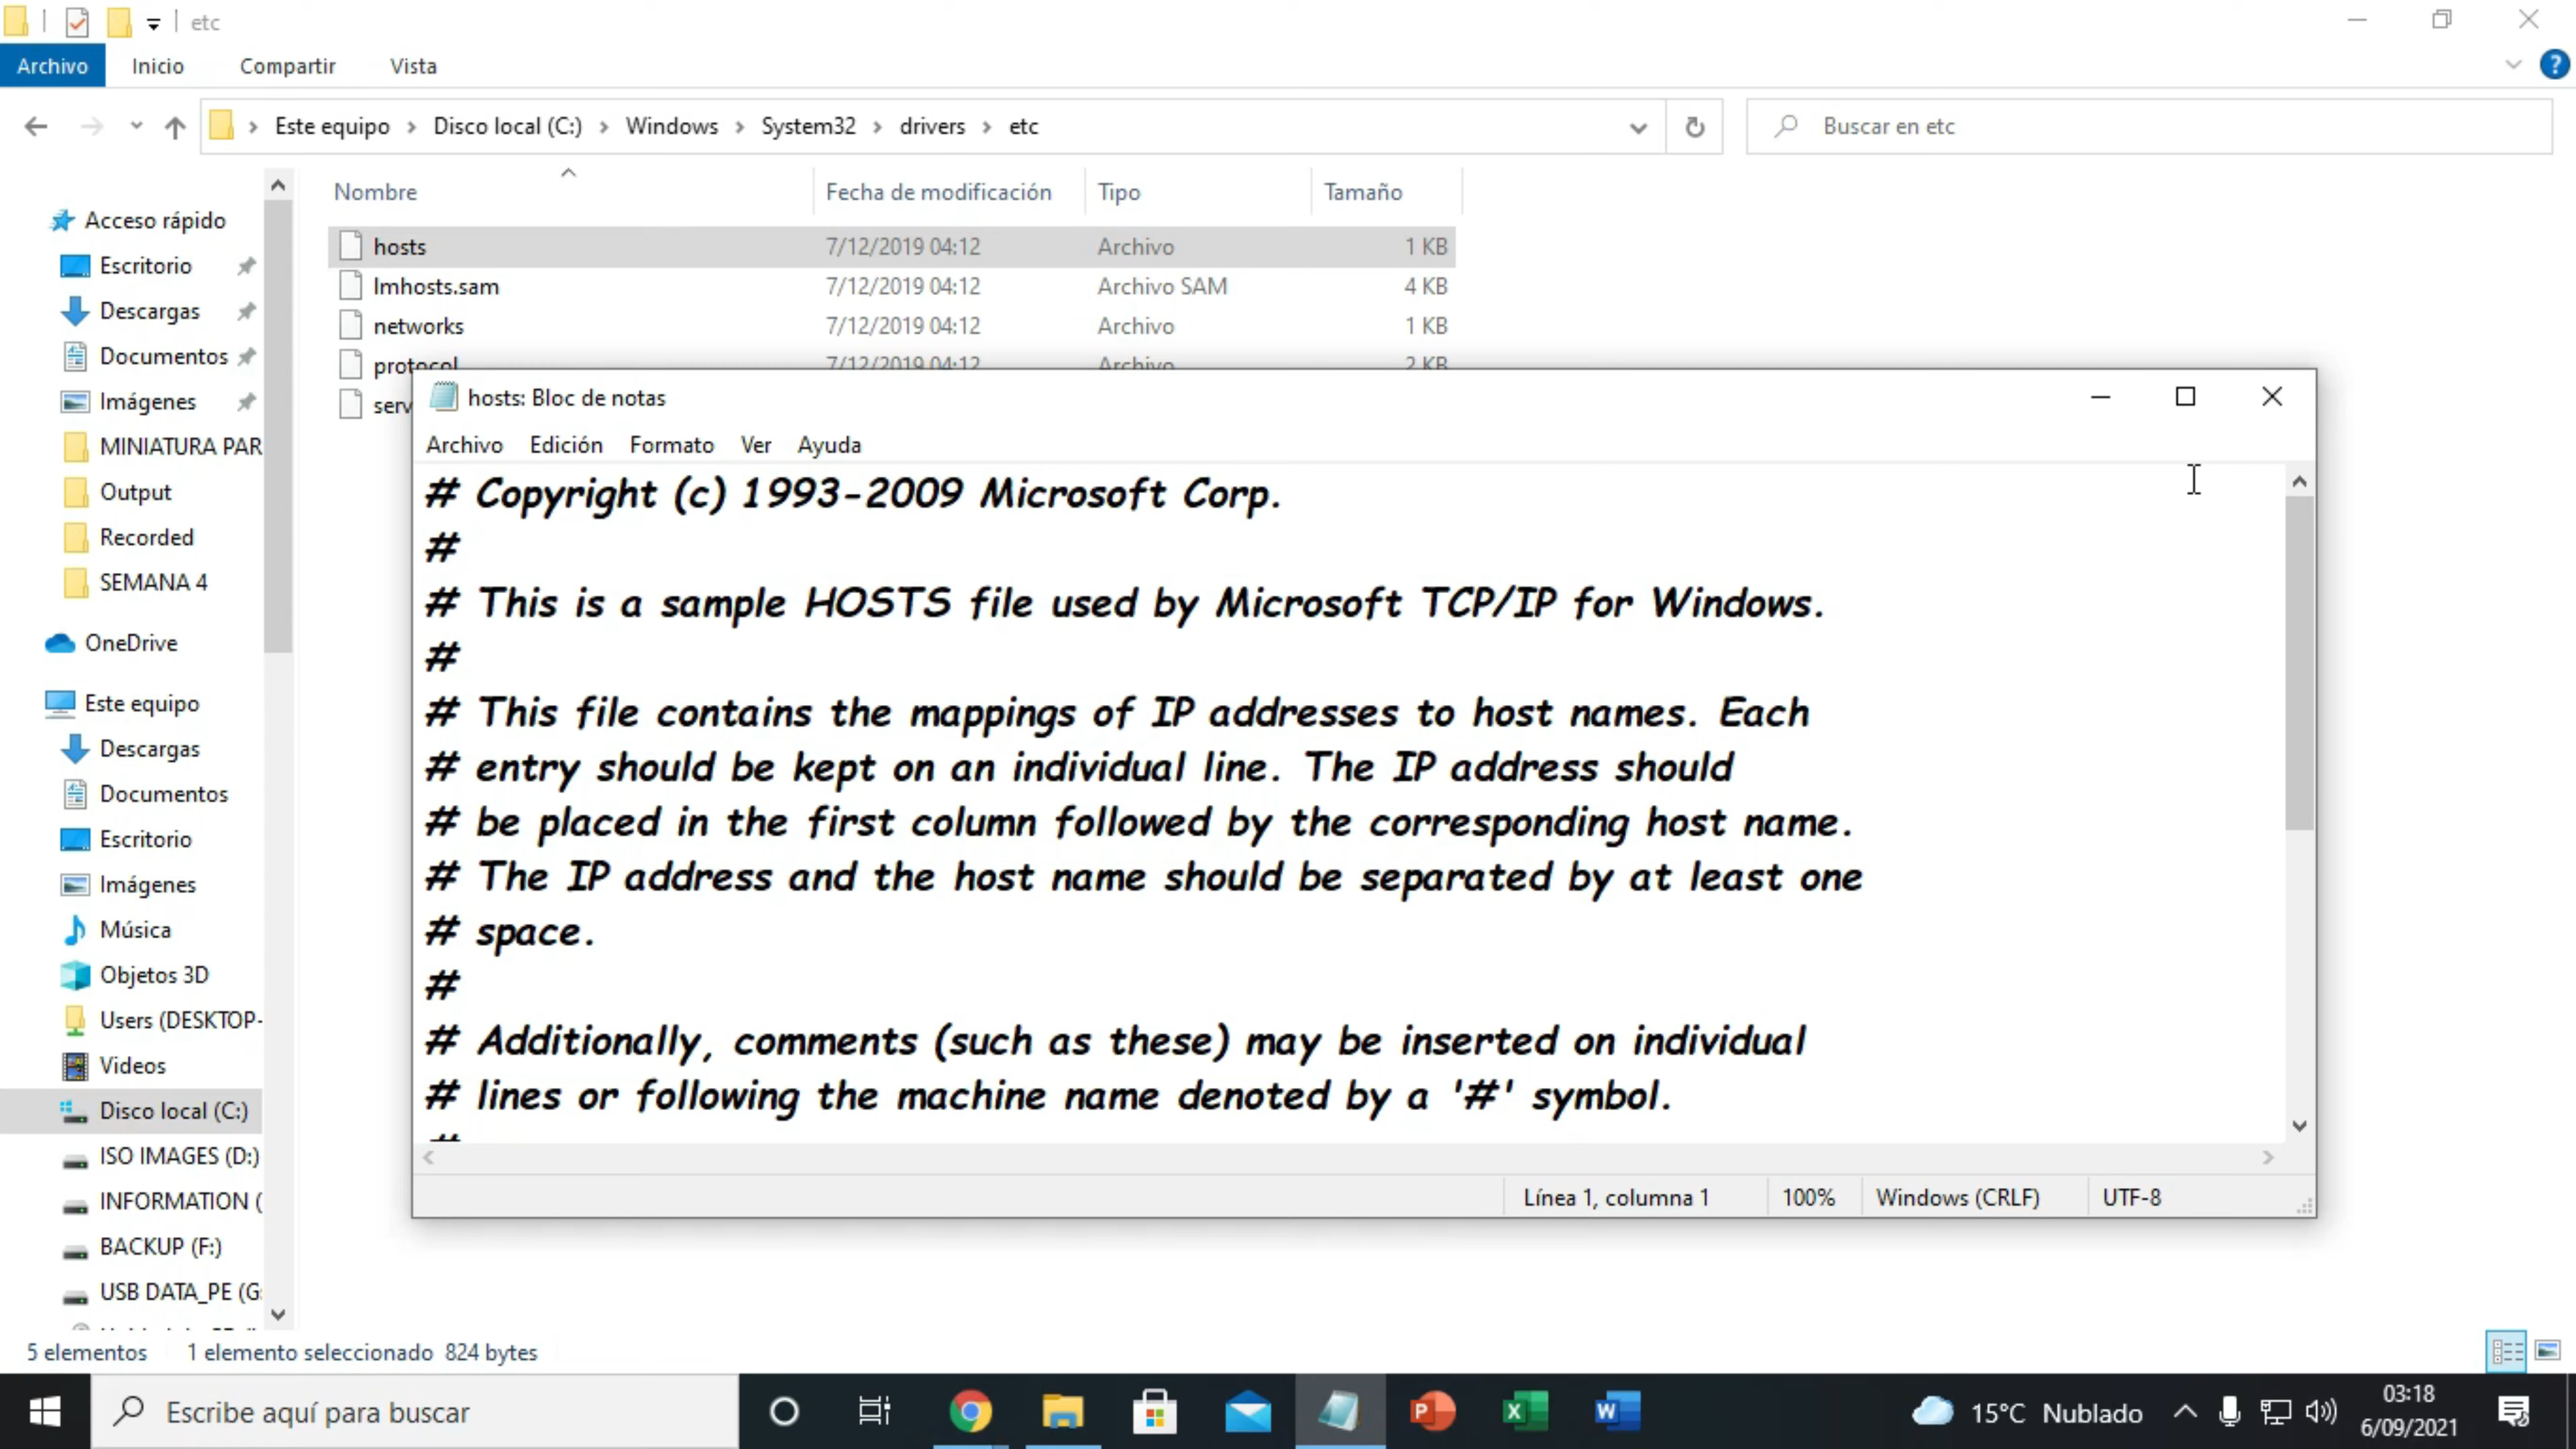 etc
Archivo Inicio Compartir Vista
Este equipo Disco local (C:) Windows System32 drivers etc
Buscar en etc
Nombre Fecha de modificación Tipo Tamaño
hosts 7/12/2019 04:12 Archivo 1 KB
lmhosts.sam 7/12/2019 04:12 Archivo SAM 4 KB
networks 7/12/2019 04:12 Archivo 1 KB
protocol 7/12/2019 04:12 Archivo 2 KB
serv
Acceso rápido
Escritorio
Descargas
Documentos
Imágenes
MINIATURA PAR
Output
Recorded
SEMANA 4
OneDrive
Este equipo
Descargas
Documentos
Escritorio
Imágenes
Música
Objetos 3D
Users (DESKTOP-
Videos
Disco local (C:)
ISO IMAGES (D:)
INFORMATION (
BACKUP (F:)
USB DATA_PE (G:
hosts: Bloc de notas
Archivo Edición Formato Ver Ayuda
# Copyright (c) 1993-2009 Microsoft Corp.
#
# This is a sample HOSTS file used by Microsoft TCP/IP for Windows.
#
# This file contains the mappings of IP addresses to host names. Each
# entry should be kept on an individual line. The IP address should
# be placed in the first column followed by the corresponding host name.
# The IP address and the host name should be separated by at least one
# space.
#
# Additionally, comments (such as these) may be inserted on individual
# lines or following the machine name denoted by a '#' symbol.
#
Línea 1, columna 1 100% Windows (CRLF) UTF-8
5 elementos 1 elemento seleccionado 824 bytes
Escribe aquí para buscar
15°C Nublado
03:18
6/09/2021